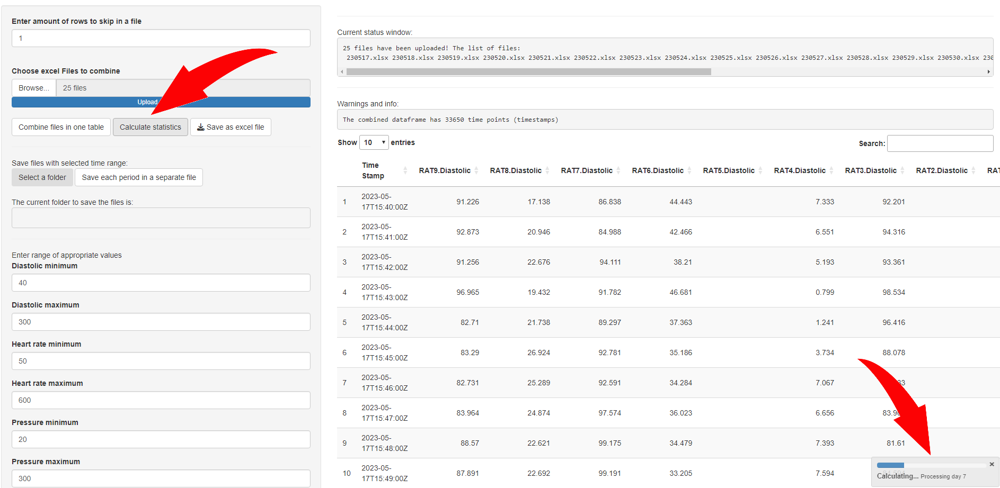 Enter amount of rows to skip in a file
1
Choose excel Files to combine
Browse... 25 files
Upload
Combine files in one table Calculate statistics Save as excel file
Save files with selected time range:
Select a folder Save each period in a separate file
The current folder to save the files is:
Enter range of appropriate values
Diastolic minimum
40
Diastolic maximum
300
Heart rate minimum
50
Heart rate maximum
600
Pressure minimum
20
Pressure maximum
300
Current status window:
25 files have been uploaded! The list of files:
230517.xlsx 230518.xlsx 230519.xlsx 230520.xlsx 230521.xlsx 230522.xlsx 230523.xlsx 230524.xlsx 230525.xlsx 230526.xlsx 230527.xlsx 230528.xlsx 230529.xlsx 230530.xlsx 230
Warnings and info:
The combined dataframe has 33650 time points (timestamps)
Show 10 entries Search:
Time
Stamp RAT9.Diastolic RAT8.Diastolic RAT7.Diastolic RAT6.Diastolic RAT5.Diastolic RAT4.Diastolic RAT3.Diastolic RAT2.Diastolic RAT
1 2023-05-
17T15:40:00Z 91.226 17.138 86.838 44.443 7.333 92.201
2 2023-05-
17T15:41:00Z 92.873 20.946 84.988 42.466 6.551 94.316
3 2023-05-
17T15:42:00Z 91.256 22.676 94.111 38.21 5.193 93.361
4 2023-05-
17T15:43:00Z 96.965 19.432 91.782 46.681 0.799 98.534
5 2023-05-
17T15:44:00Z 82.71 21.738 89.297 37.363 1.241 96.416
6 2023-05-
17T15:45:00Z 83.29 26.924 92.781 35.186 3.734 88.078
7 2023-05-
17T15:46:00Z 82.731 25.289 92.591 34.284 7.067
8 2023-05-
17T15:47:00Z 83.964 24.874 97.574 36.023 6.656
9 2023-05-
17T15:48:00Z 88.57 22.621 99.175 34.479 7.393 81.61
10 2023-05-
17T15:49:00Z 87.891 22.692 99.191 33.205 7.594
Calculating... Processing day 7